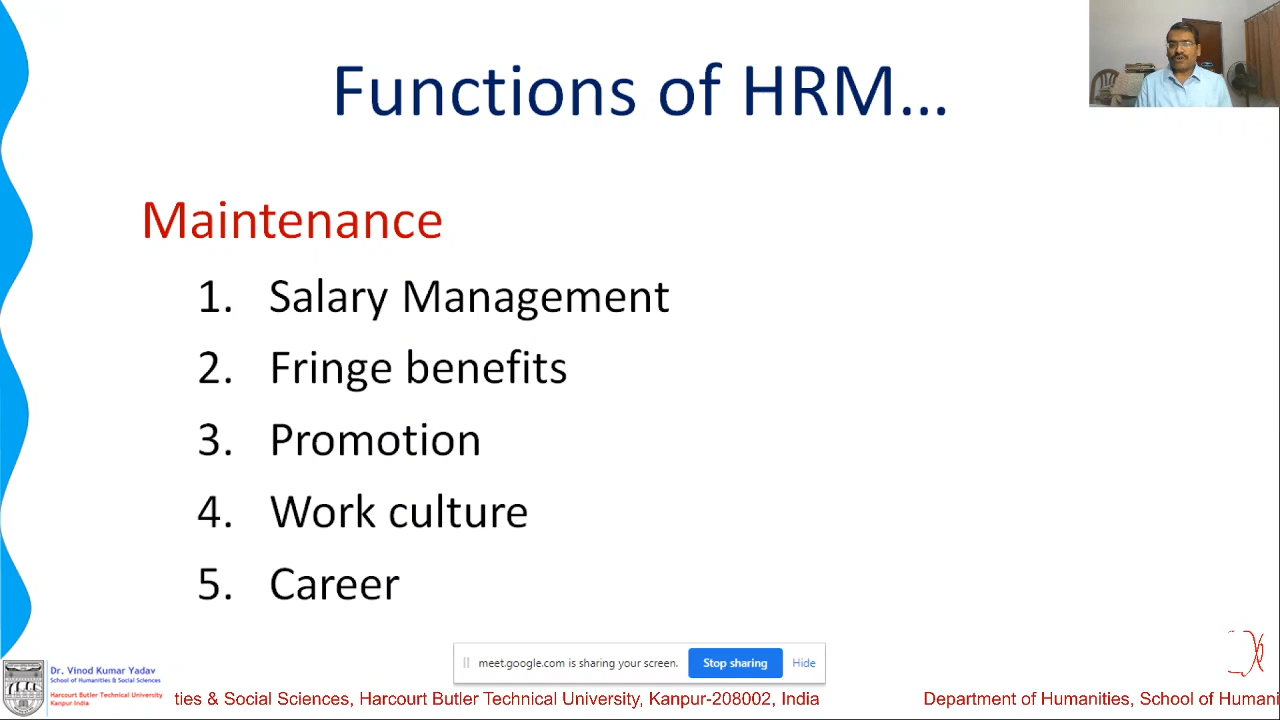 Functions of HRM...
Maintenance
1. Salary Management
2. Fringe benefits
3. Promotion
4. Work culture
5. Career
meet.google.com is sharing your screen. Stop sharing Hide
Dr. Vinod Kumar Yadav
School of Humanities & Social Sciences
Harcourt Butler Technical University
Kanpur India
ties & Social Sciences, Harcourt Butler Technical University, Kanpur-208002, India Department of Humanities, School of Humani